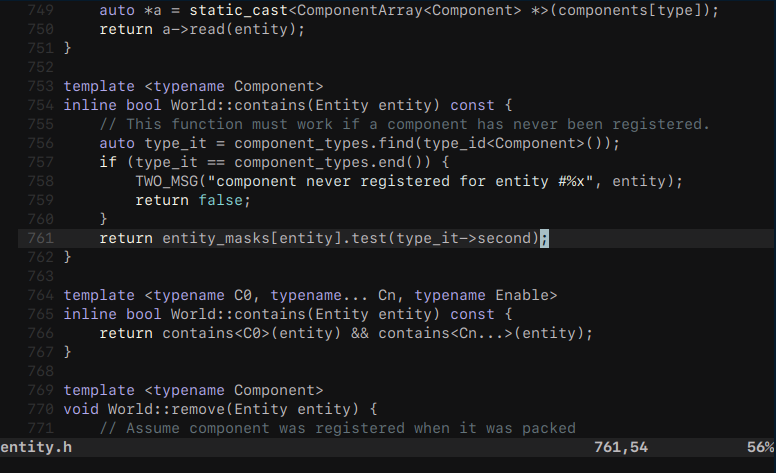 749     auto *a = static_cast<ComponentArray<Component> *>(components[type]);
750     return a->read(entity);
751 }
752
753 template <typename Component>
754 inline bool World::contains(Entity entity) const {
755     // This function must work if a component has never been registered.
756     auto type_it = component_types.find(type_id<Component>());
757     if (type_it == component_types.end()) {
758         TWO_MSG("component never registered for entity #%x", entity);
759         return false;
760     }
761     return entity_masks[entity].test(type_it->second);
762 }
763
764 template <typename C0, typename... Cn, typename Enable>
765 inline bool World::contains(Entity entity) const {
766     return contains<C0>(entity) && contains<Cn...>(entity);
767 }
768
769 template <typename Component>
770 void World::remove(Entity entity) {
771     // Assume component was registered when it was packed
entity.h 761,54 56%